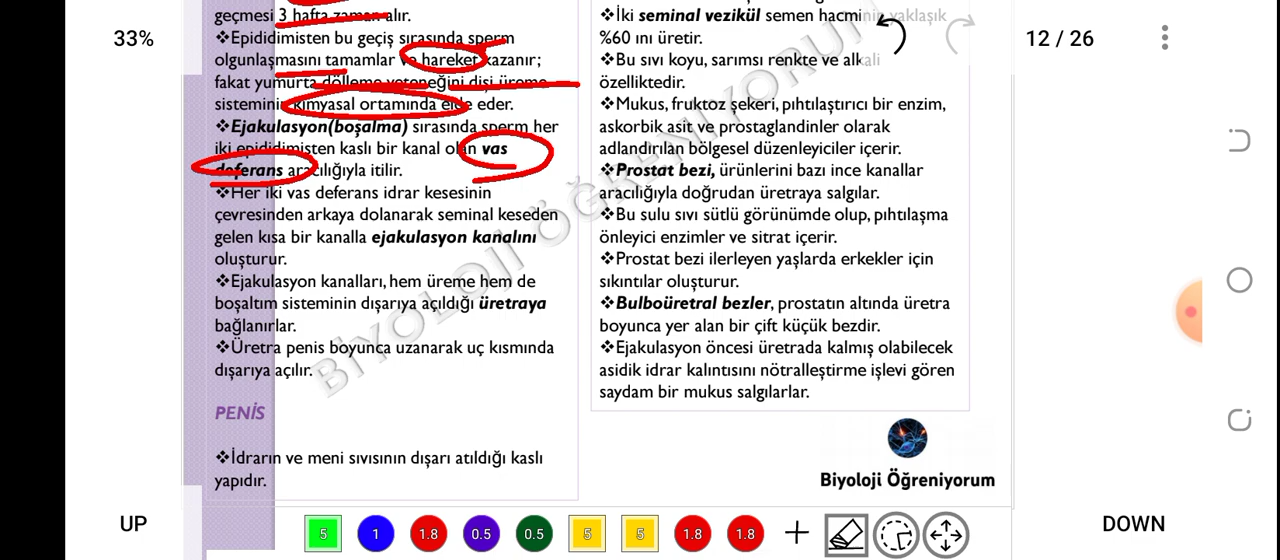 33%
12 / 26
geçmesi 3 hafta zaman alır.
❖Epididimisten bu geçiş sırasında sperm
olgunlaşmasını tamamlar ve hareket kazanır;
fakat yumurta dölleme yeteneğini dişi üreme
sisteminin kimyasal ortamında elde eder.
❖Ejakulasyon(boşalma) sırasında sperm her
iki epididimisten kaslı bir kanal olan vas
deferans aracılığıyla itilir.
❖Her iki vas deferans idrar kesesinin
çevresinden arkaya dolanarak seminal keseden
gelen kısa bir kanalla ejakulasyon kanalını
oluşturur.
❖Ejakulasyon kanalları, hem üreme hem de
boşaltım sisteminin dışarıya açıldığı üretraya
bağlanırlar.
❖Üretra penis boyunca uzanarak uç kısmında
dışarıya açılır.
PENİS
❖İdrarın ve meni sıvısının dışarı atıldığı kaslı
yapıdır.
❖İki seminal vezikül semen hacminin yaklaşık
%60 ını üretir.
❖Bu sıvı koyu, sarımsı renkte ve alkali
özelliktedir.
❖Mukus, fruktoz şekeri, pıhtılaştırıcı bir enzim,
askorbik asit ve prostaglandinler olarak
adlandırılan bölgesel düzenleyiciler içerir.
❖Prostat bezi, ürünlerini bazı ince kanallar
aracılığıyla doğrudan üretraya salgılar.
❖Bu sulu sıvı sütlü görünümde olup, pıhtılaşma
önleyici enzimler ve sitrat içerir.
❖Prostat bezi ilerleyen yaşlarda erkekler için
sıkıntılar oluşturur.
❖Bulboüretral bezler, prostatın altında üretra
boyunca yer alan bir çift küçük bezdir.
❖Ejakulasyon öncesi üretrada kalmış olabilecek
asidik idrar kalıntısını nötralleştirme işlevi gören
saydam bir mukus salgılarlar.
BİYOLOJİ ÖĞRENİYORUM
Biyoloji Öğreniyorum
UP
5 1 1.8 0.5 0.5 5 5 1.8 1.8
DOWN